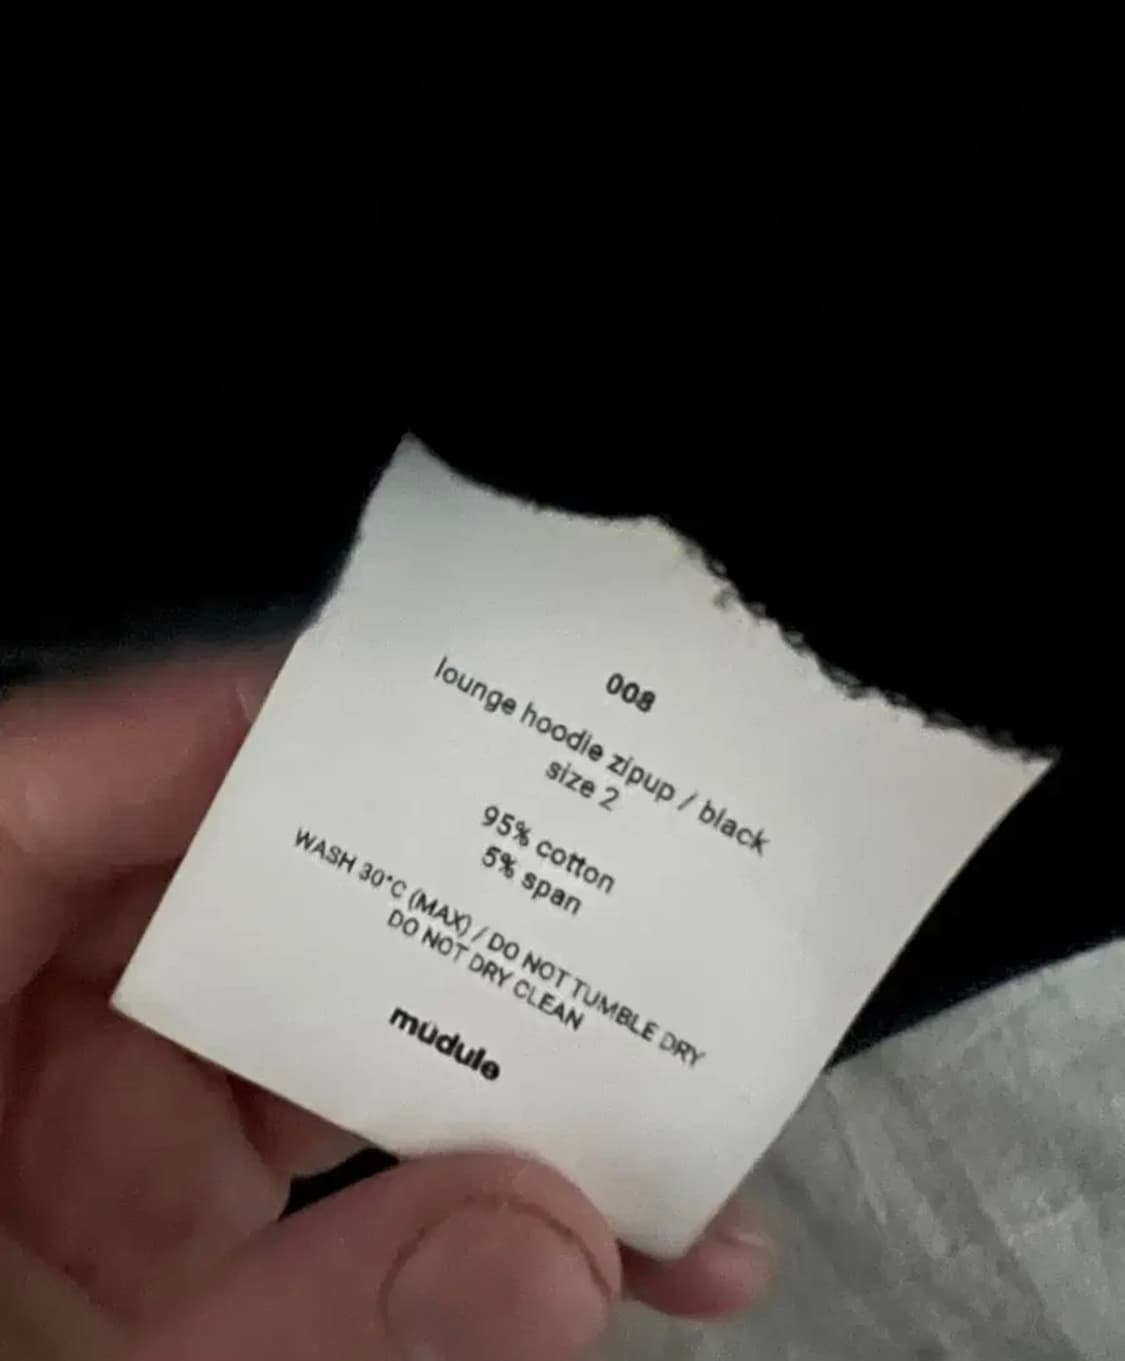 008
lounge hoodie zipup / black
size 2
95% cotton
5% span
WASH 30°C (MAX) / DO NOT TUMBLE DRY
DO NOT DRY CLEAN
mudule